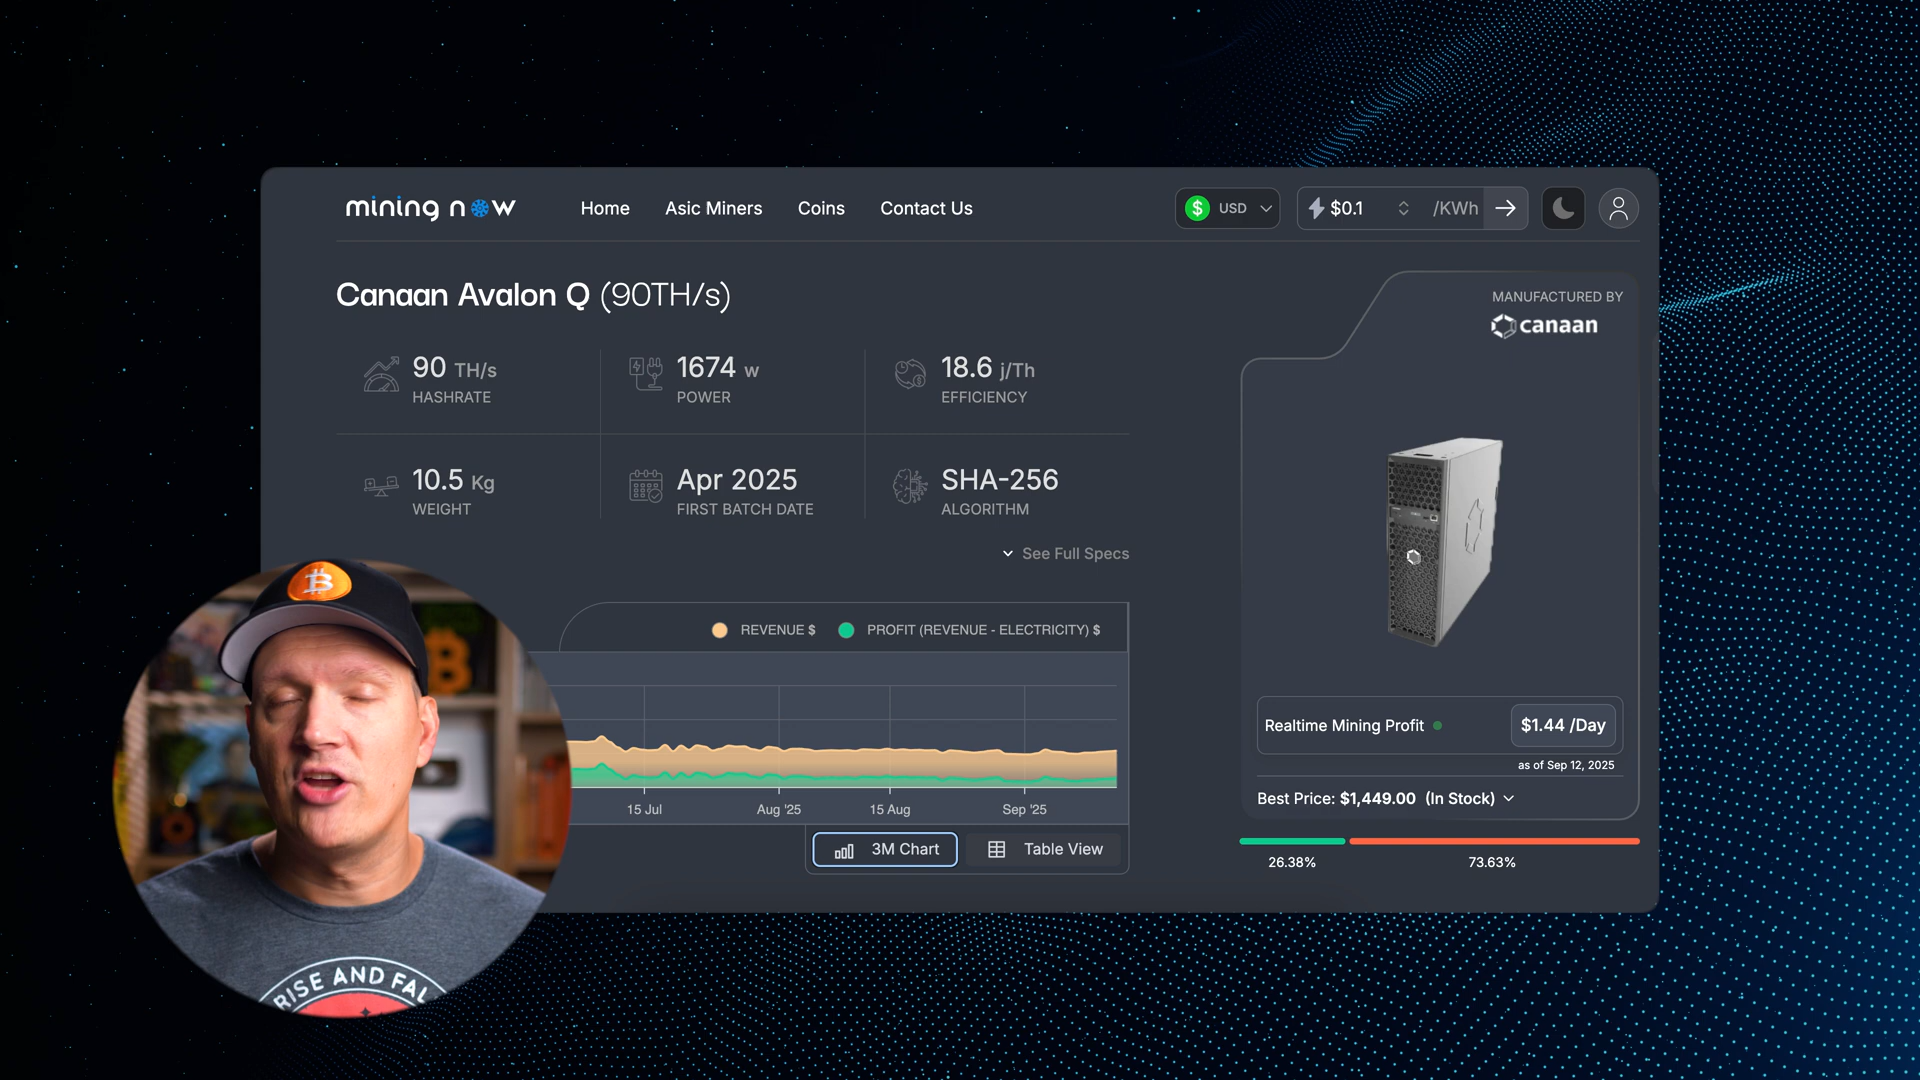 mining now
Home
Asic Miners
Coins
Contact Us
$ USD
$0.1
/KWh
Canaan Avalon Q (90TH/s)
90 TH/s
HASHRATE
1674 w
POWER
18.6 j/Th
EFFICIENCY
10.5 Kg
WEIGHT
Apr 2025
FIRST BATCH DATE
SHA-256
ALGORITHM
See Full Specs
MANUFACTURED BY
canaan
REVENUE $
PROFIT (REVENUE - ELECTRICITY) $
15 Jul
Aug '25
15 Aug
Sep '25
3M Chart
Table View
Realtime Mining Profit
$1.44 /Day
as of Sep 12, 2025
Best Price: $1,449.00 (In Stock)
26.38%
73.63%
RISE AND FAL